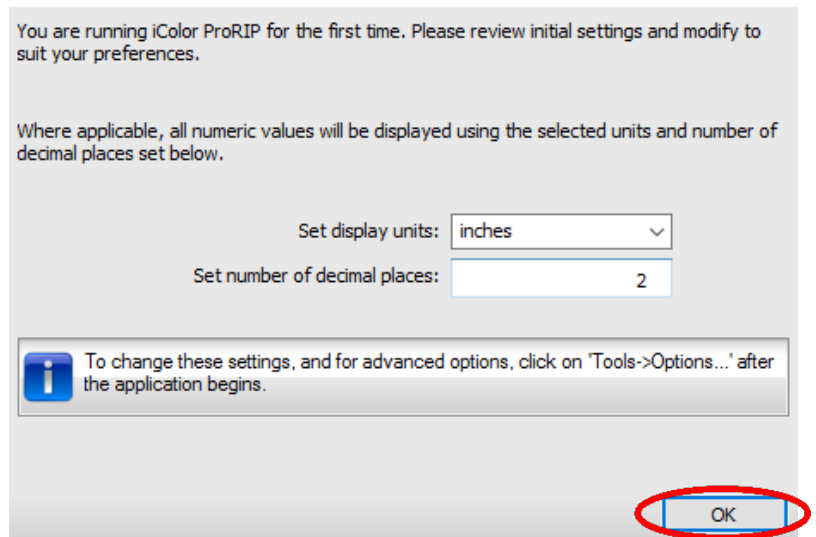 You are running iColor ProRIP for the first time. Please review initial settings and modify to
suit your preferences.
Where applicable, all numeric values will be displayed using the selected units and number of
decimal places set below.
Set display units: inches
Set number of decimal places: 2
i To change these settings, and for advanced options, click on 'Tools->Options...' after
the application begins.
OK